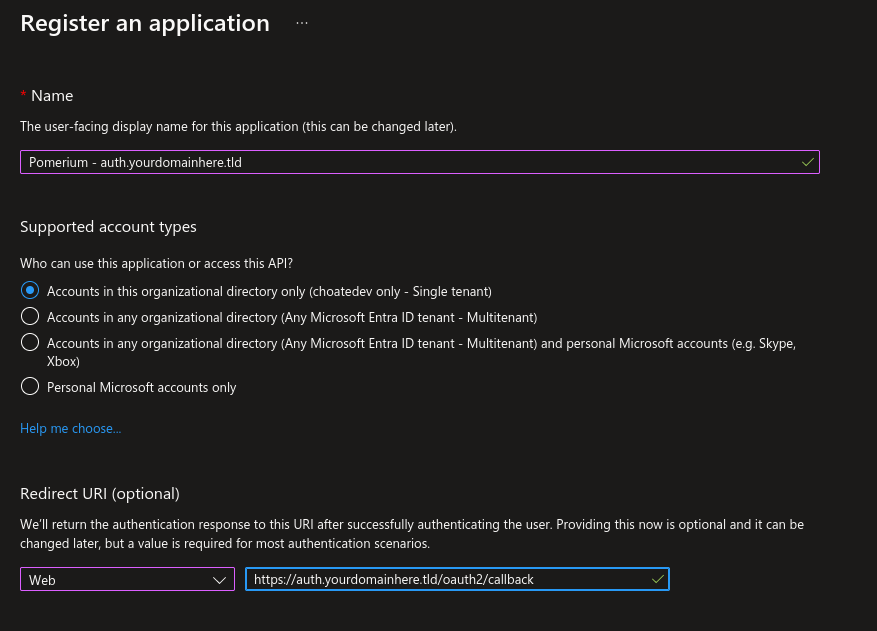 Register an application ...
* Name
The user-facing display name for this application (this can be changed later).
Pomerium - auth.yourdomainhere.tld
Supported account types
Who can use this application or access this API?
Accounts in this organizational directory only (choatedev only - Single tenant)
Accounts in any organizational directory (Any Microsoft Entra ID tenant - Multitenant)
Accounts in any organizational directory (Any Microsoft Entra ID tenant - Multitenant) and personal Microsoft accounts (e.g. Skype,
Xbox)
Personal Microsoft accounts only
Help me choose...
Redirect URI (optional)
We'll return the authentication response to this URI after successfully authenticating the user. Providing this now is optional and it can be
changed later, but a value is required for most authentication scenarios.
Web
https://auth.yourdomainhere.tld/oauth2/callback